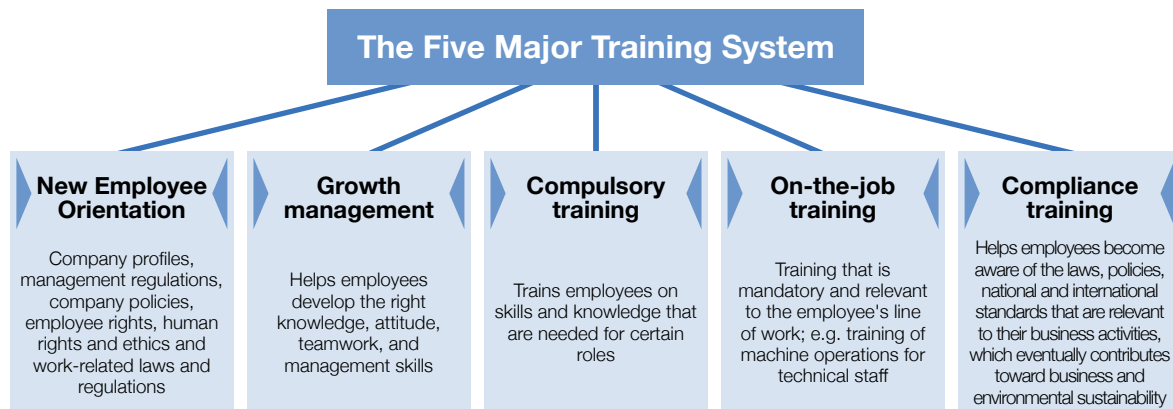 The Five Major Training System
New Employee
Orientation
Company profiles,
management regulations,
company policies,
employee rights, human
rights and ethics and
work-related laws and
regulations
Growth
management
Helps employees
develop the right
knowledge, attitude,
teamwork, and
management skills
Compulsory
training
Trains employees on
skills and knowledge that
are needed for certain
roles
On-the-job
training
Training that is
mandatory and relevant
to the employee's line
of work; e.g. training of
machine operations for
technical staff
Compliance
training
Helps employees become
aware of the laws, policies,
national and international
standards that are relevant
to their business activities,
which eventually contributes
toward business and
environmental sustainability